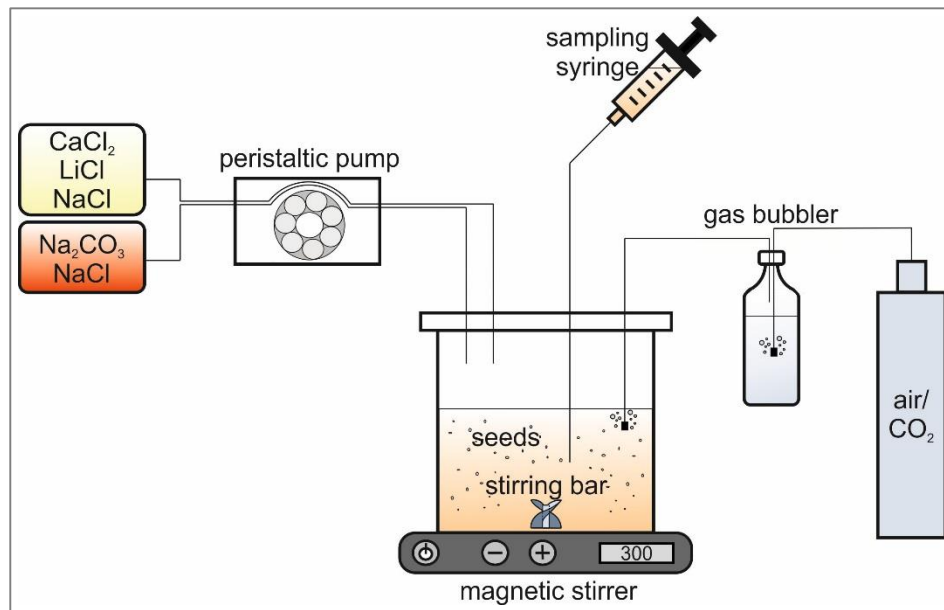 sampling
syringe
CaCl₂
LiCl
NaCl
peristaltic pump
Na₂CO₃
NaCl
gas bubbler
air/
CO₂
seeds
stirring bar
300
magnetic stirrer